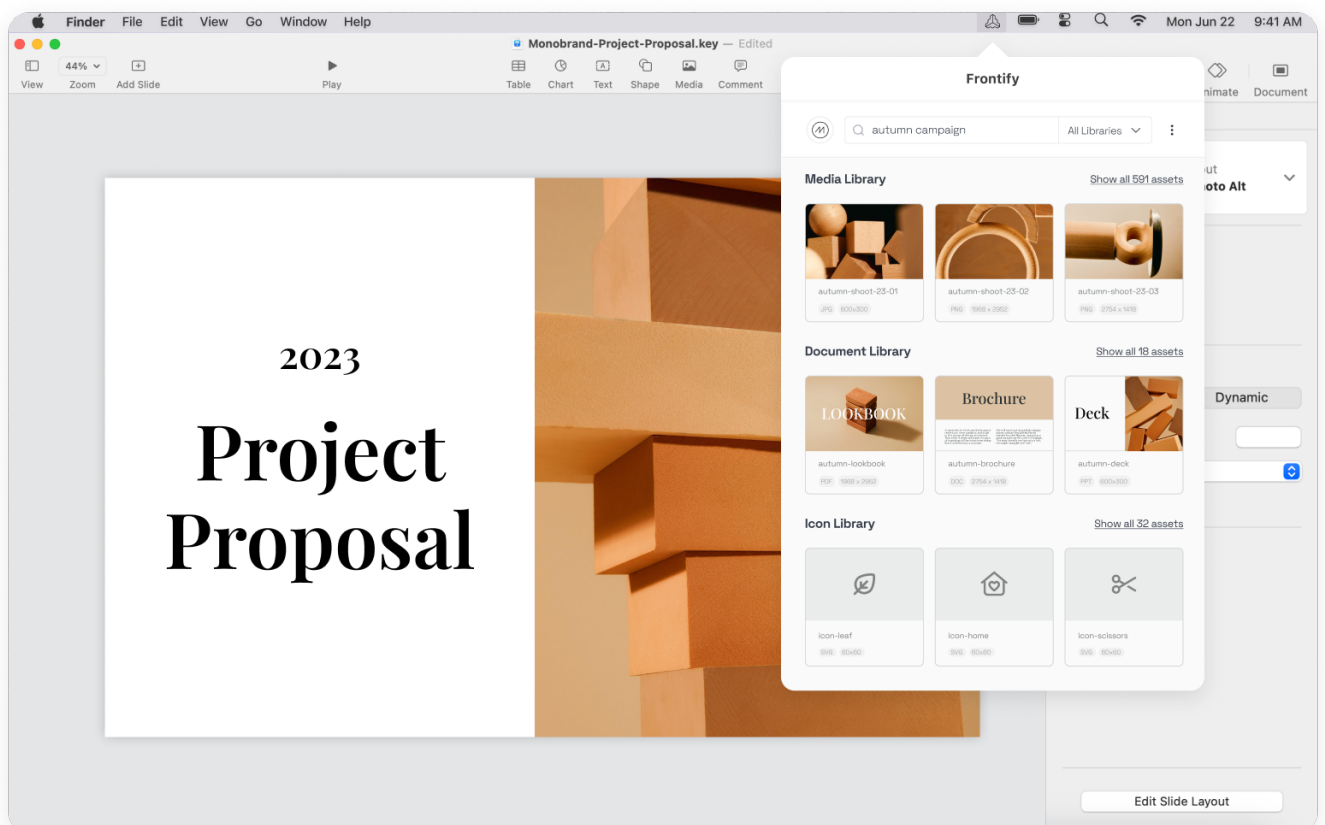 Finder File Edit View Go Window Help
Mon Jun 22 9:41 AM
Monobrand-Project-Proposal.key — Edited
44%
View Zoom Add Slide Play Table Chart Text Shape Media Comment
nimate Document
Frontify
autumn campaign All Libraries
Media Library Show all 591 assets
autumn-shoot-23-01 autumn-shoot-23-02 autumn-shoot-23-03
JPG 600x300 PNG 1968 x 2952 PNG 2754 x 1418
Document Library Show all 18 assets
LOOKBOOK
Brochure
Deck
autumn-lookbook autumn-brochure autumn-deck
PDF 1968 x 2952 DOC 2754 x 1418 PPT 600x300
Icon Library Show all 32 assets
icon-leaf icon-home icon-scissors
SVG 80x80 SVG 80x80 SVG 80x80
2023
Project
Proposal
out
oto Alt
Dynamic
Edit Slide Layout